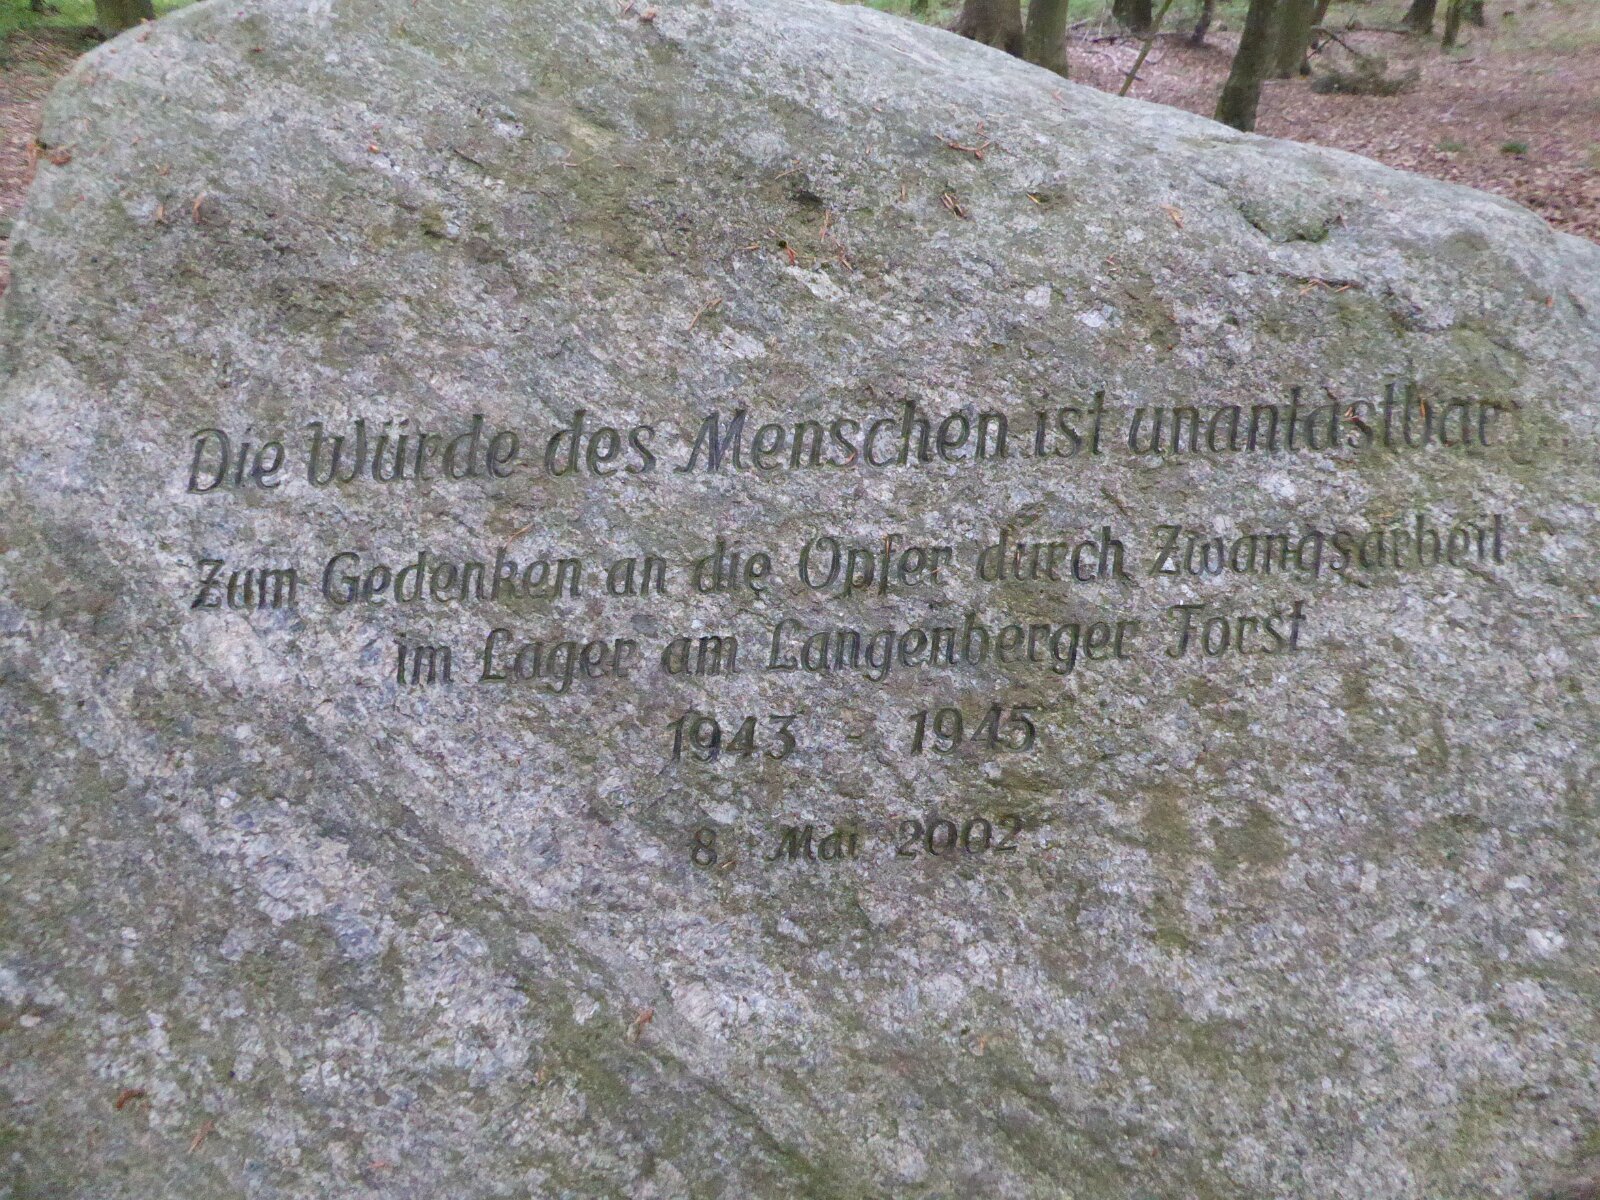 Die Würde des Menschen ist unantastbar
Zum Gedenken an die Opfer durch Zwangsarbeit
im Lager am Langenberger Forst
1943 - 1945
8. Mai 2002